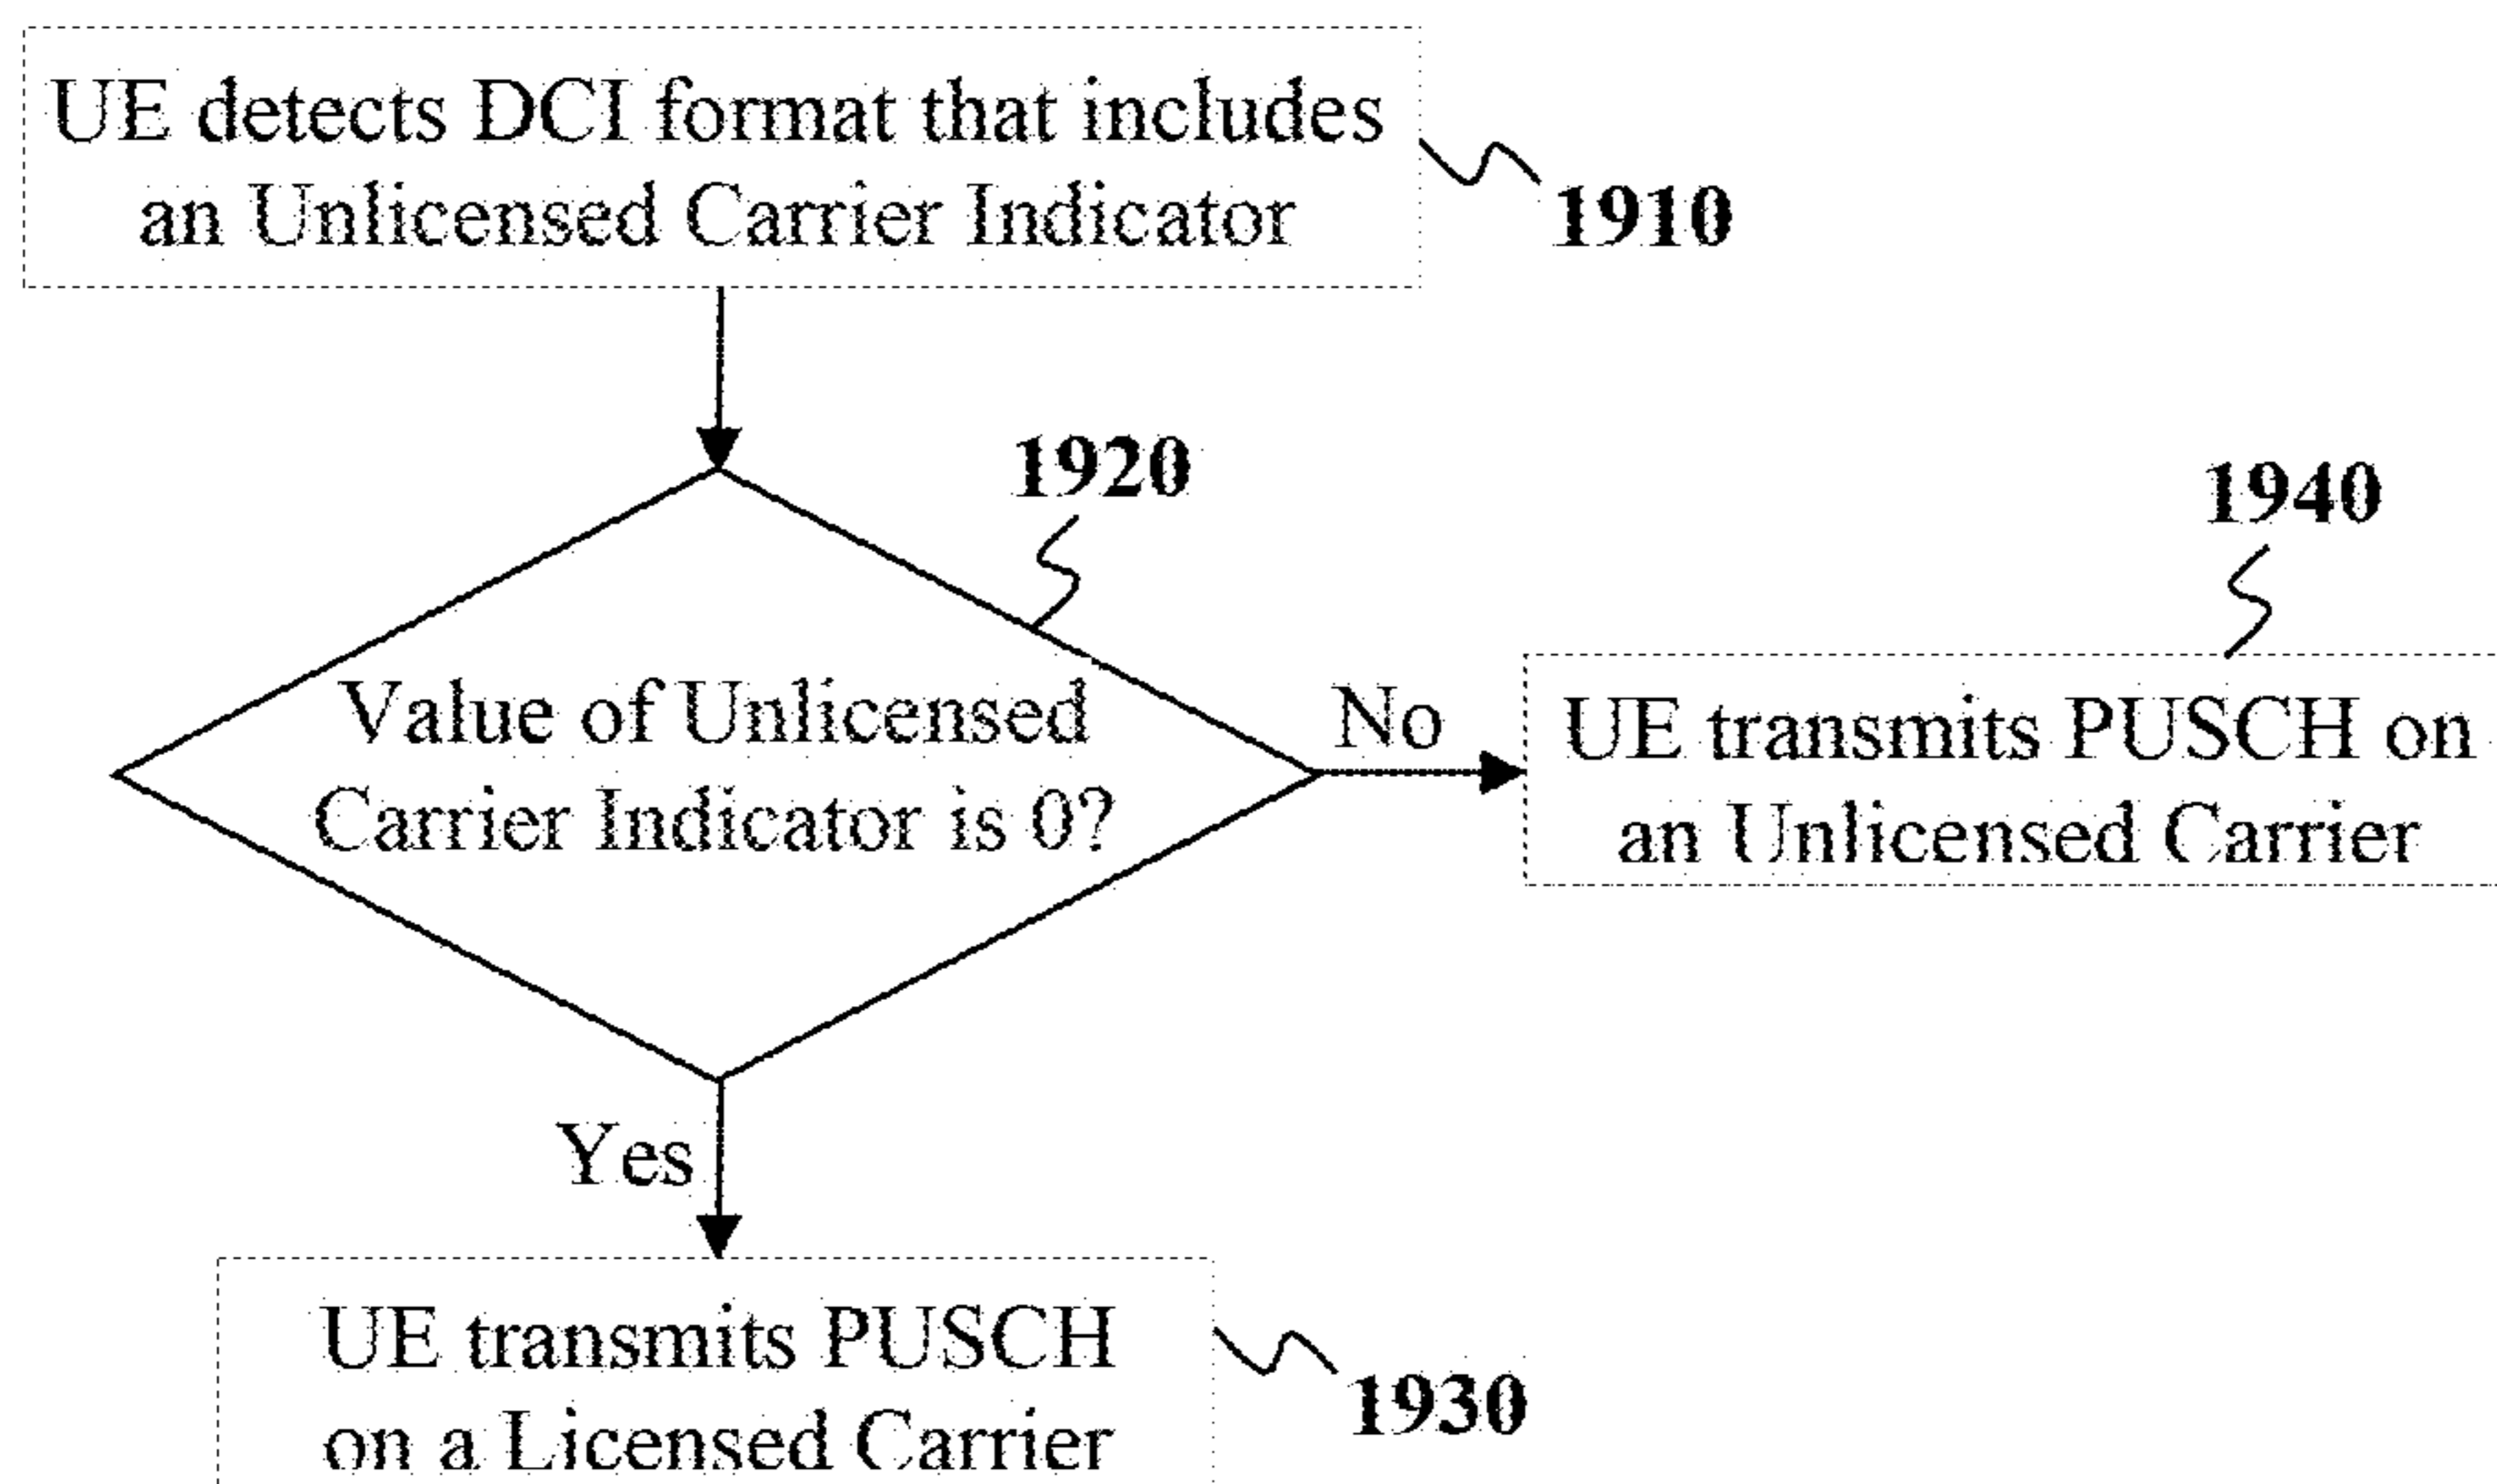 UE detects DCI format that includes
an Unlicensed Carrier Indicator
1910
1920
1940
Value of Unlicensed
Carrier Indicator is 0?
No
UE transmits PUSCH on
an Unlicensed Carrier
Yes
UE transmits PUSCH
on a Licensed Carrier
1930